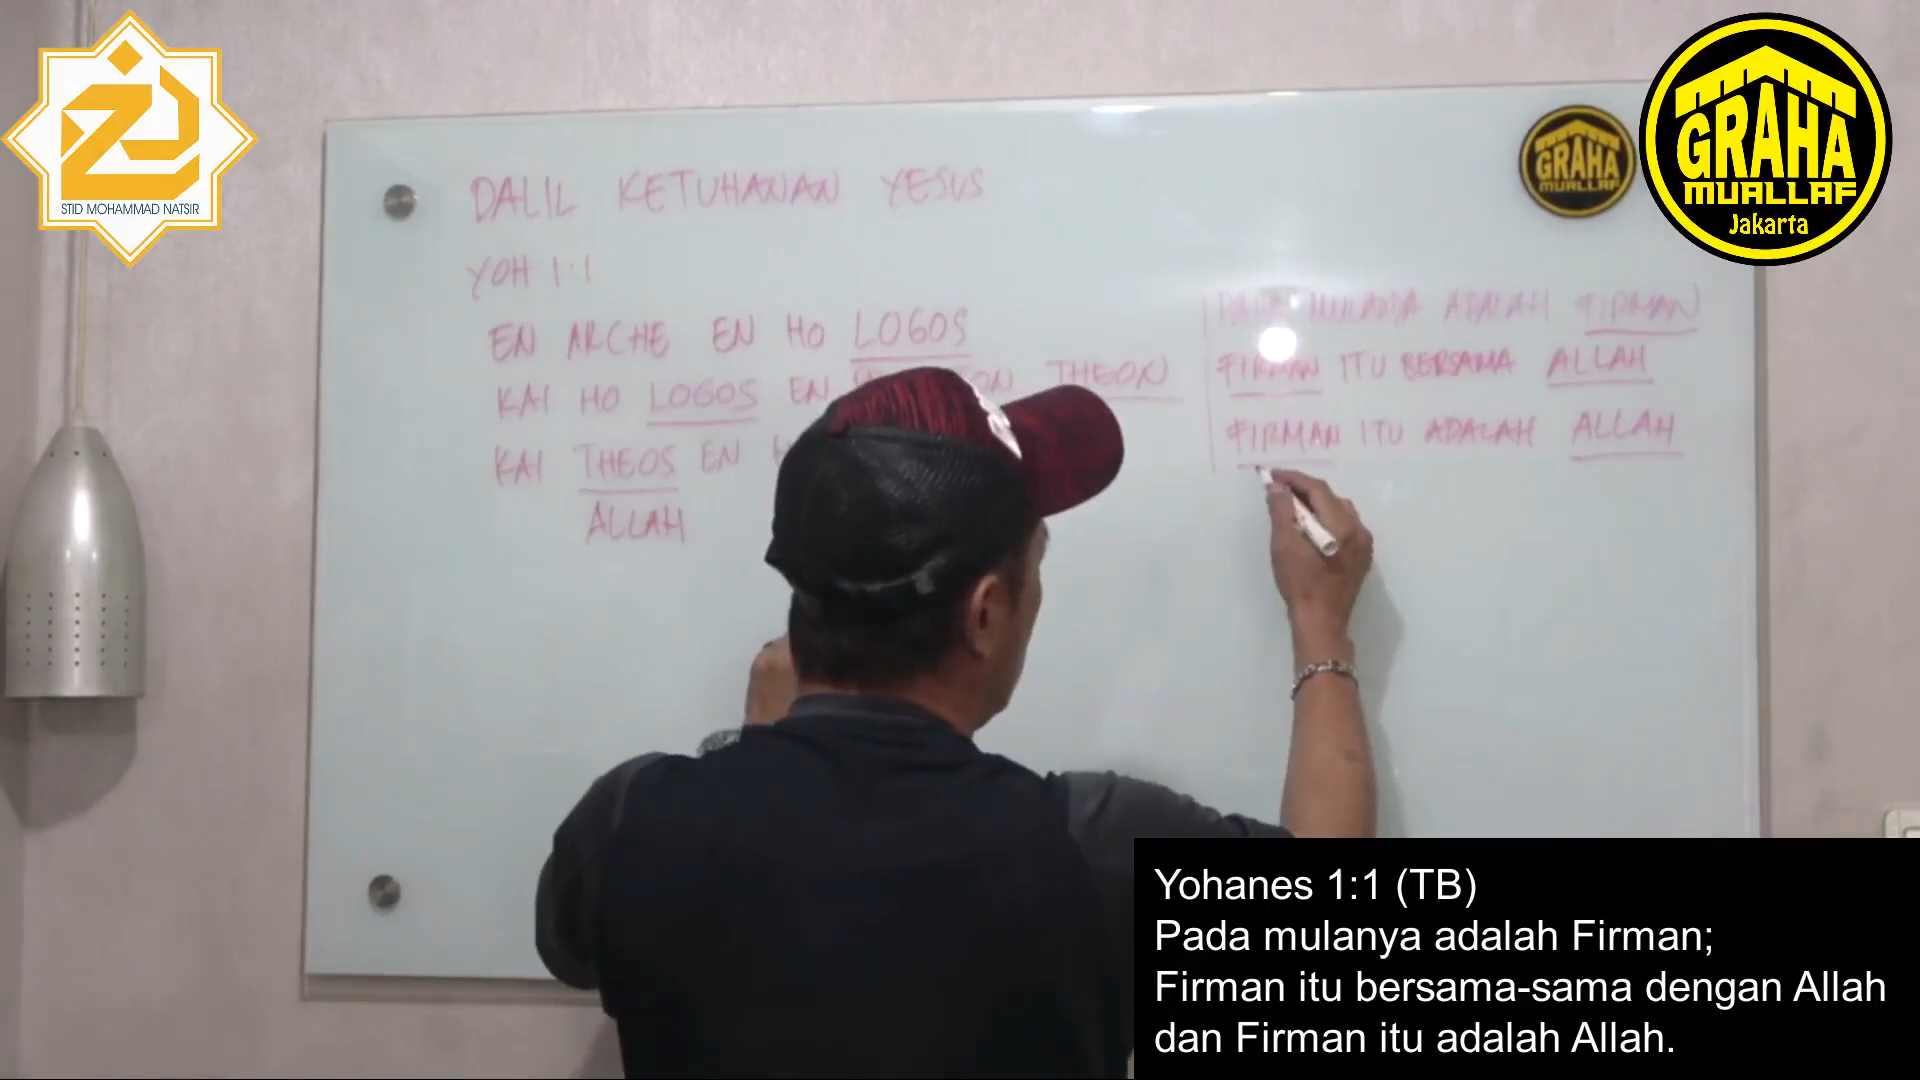 STID MOHAMMAD NATSIR
GRAHA
MUALLAF
Jakarta
GRAHA
MUALLAF
DALIL KETUHANAN YESUS
YOH 1:1
EN ARCHE EN HO LOGOS
KAI HO LOGOS EN TON THEON
KAI THEOS EN
ALLAH
PADA MULANYA ADALAH FIRMAN
FIRMAN ITU BERSAMA ALLAH
FIRMAN ITU ADALAH ALLAH
Yohanes 1:1 (TB)
Pada mulanya adalah Firman;
Firman itu bersama-sama dengan Allah
dan Firman itu adalah Allah.